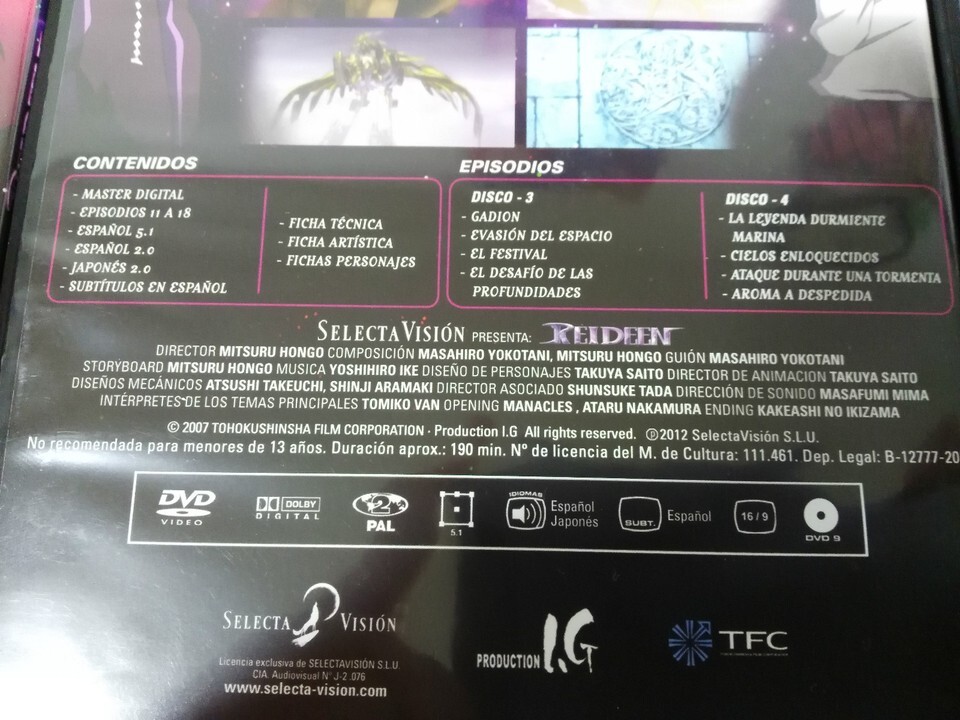 CONTENIDOS
- MASTER DIGITAL
- EPISODIOS 11 A 18
- ESPAÑOL 5.1
- ESPAÑOL 2.0
- JAPONÉS 2.0
- SUBTÍTULOS EN ESPAÑOL
- FICHA TÉCNICA
- FICHA ARTÍSTICA
- FICHAS PERSONAJES
EPISODIOS
DISCO - 3
- GADION
- EVASIÓN DEL ESPACIO
- EL FESTIVAL
- EL DESAFÍO DE LAS
PROFUNDIDADES
DISCO - 4
- LA LEYENDA DURMIENTE
MARINA
- CIELOS ENLOQUECIDOS
- ATAQUE DURANTE UNA TORMENTA
- AROMA A DESPEDIDA
SELECTAVISIÓN PRESENTA: REIDEEN
DIRECTOR MITSURU HONGO COMPOSICIÓN MASAHIRO YOKOTANI, MITSURU HONGO GUIÓN MASAHIRO YOKOTANI
STORYBOARD MITSURU HONGO MUSICA YOSHIHIRO IKE DISEÑO DE PERSONAJES TAKUYA SAITO DIRECTOR DE ANIMACION TAKUYA SAITO
DISEÑOS MECÁNICOS ATSUSHI TAKEUCHI, SHINJI ARAMAKI DIRECTOR ASOCIADO SHUNSUKE TADA DIRECCIÓN DE SONIDO MASAFUMI MIMA
INTÉRPRETES DE LOS TEMAS PRINCIPALES TOMIKO VAN OPENING MANACLES , ATARU NAKAMURA ENDING KAKEASHI NO KIZAMA
© 2007 TOHOKUSHINSHA FILM CORPORATION · Production I.G All rights reserved. ℗2012 SelectaVisión S.L.U.
No recomendada para menores de 13 años. Duración aprox.: 190 min. Nº de licencia del M. de Cultura: 111.461. Dep. Legal: B-12777-20
DVD VIDEO
DOLBY DIGITAL
2 PAL
5.1
IDIOMAS
Español
Japonés
SUBT. Español
16/9
DVD 9
SELECTA VISIÓN
Licencia exclusiva de SELECTAVISIÓN S.L.U.
CIA. Audiovisual Nº J-2 .076
www.selecta-vision.com
PRODUCTION I.G
TFC